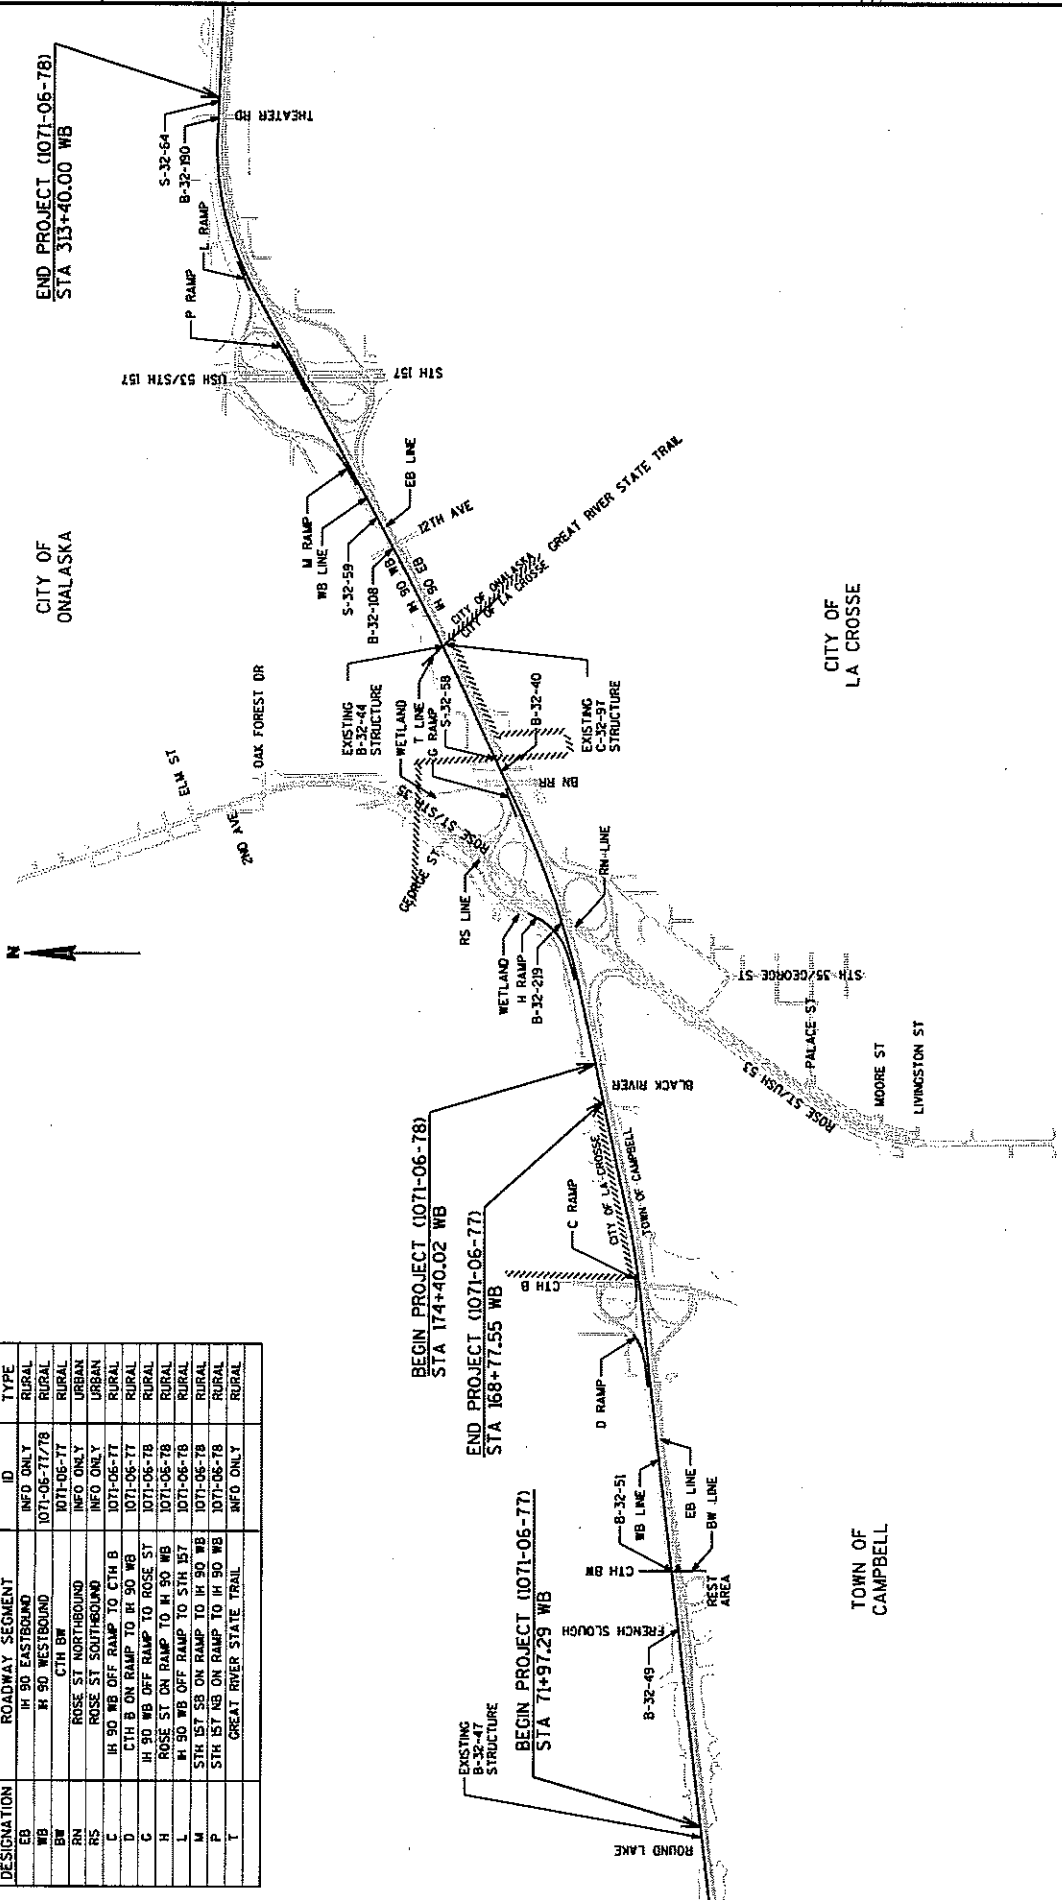 DESIGNATION ROADWAY SEGMENT ID TYPE
EB IH 90 EASTBOUND INFO ONLY RURAL
WB IH 90 WESTBOUND 1071-06-77/78 RURAL
BW CTH BW 1071-06-77 RURAL
RN ROSE ST NORTHBOUND INFO ONLY URBAN
RS ROSE ST SOUTHBOUND INFO ONLY URBAN
C IH 90 WB OFF RAMP TO CTH B 1071-06-77 RURAL
D CTH B ON RAMP TO IH 90 WB 1071-06-77 RURAL
G IH 90 WB OFF RAMP TO ROSE ST 1071-06-78 RURAL
H ROSE ST ON RAMP TO IH 90 WB 1071-06-78 RURAL
L IH 90 WB OFF RAMP TO STH 157 1071-06-78 RURAL
M STH 157 SB ON RAMP TO IH 90 WB 1071-06-78 RURAL
P STH 157 NB ON RAMP TO IH 90 WB 1071-06-78 RURAL
T GREAT RIVER STATE TRAIL INFO ONLY RURAL
N
CITY OF
ONALASKA
CITY OF
LA CROSSE
TOWN OF
CAMPBELL
EXISTING
B-32-47
STRUCTURE
BEGIN PROJECT (1071-06-77)
STA 71+97.29 WB
ROUND LAKE
B-32-49
FRENCH SLOUGH
CTH BW
B-32-51
REST
AREA
BW LINE
EB LINE
WB LINE
D RAMP
CTH B
C RAMP
CITY OF LA CROSSE
TOWN OF CAMPBELL
END PROJECT (1071-06-77)
STA 168+77.55 WB
BEGIN PROJECT (1071-06-78)
STA 174+40.02 WB
BLACK RIVER
WETLAND
H RAMP
B-32-219
RS LINE
GEORGE ST
ROSE ST/STH 35
RN LINE
ROSE ST/USH 53
STH 35/GEORGE ST
PALACE ST
MOORE ST
LIVINGSTON ST
2ND AVE
ELM ST
OAK FOREST DR
EXISTING
B-32-44
STRUCTURE
WETLAND
T LINE
G RAMP
S-32-58
BN RR
B-32-40
EXISTING
C-32-97
STRUCTURE
CITY OF ONALASKA
CITY OF LA CROSSE
GREAT RIVER STATE TRAIL
IH 90 WB
IH 90 EB
12TH AVE
M RAMP
WB LINE
S-32-59
B-32-108
EB LINE
USH 53/STH 157
STH 157
P RAMP
L RAMP
S-32-64
B-32-190
THEATER RD
END PROJECT (1071-06-78)
STA 313+40.00 WB